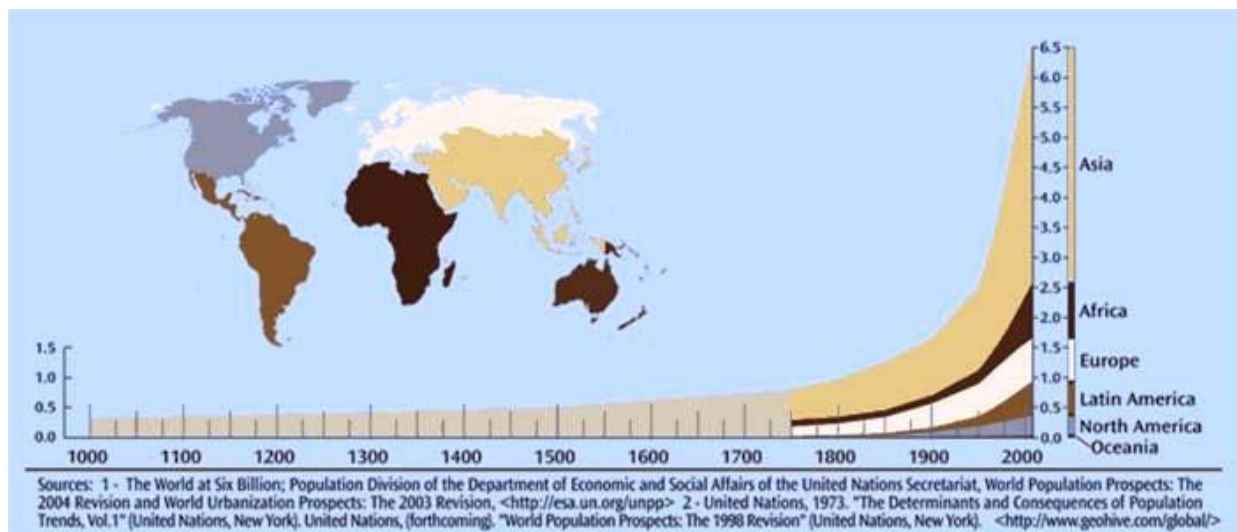 6.5
6.0
5.5
5.0
4.5
4.0
3.5
3.0
2.5
2.0
1.5
1.0
0.5
0.0
Asia
Africa
Europe
Latin America
North America
Oceania
1.5
1.0
0.5
0.0
1000 1100 1200 1300 1400 1500 1600 1700 1800 1900 2000
Sources: 1 - The World at Six Billion; Population Division of the Department of Economic and Social Affairs of the United Nations Secretariat, World Population Prospects: The
2004 Revision and World Urbanization Prospects: The 2003 Revision, <http://esa.un.org/unpp> 2 - United Nations, 1973. "The Determinants and Consequences of Population
Trends, Vol.1" (United Nations, New York). United Nations, (forthcoming). "World Population Prospects: The 1998 Revision" (United Nations, New York). <http://www.geohive.com/global/>